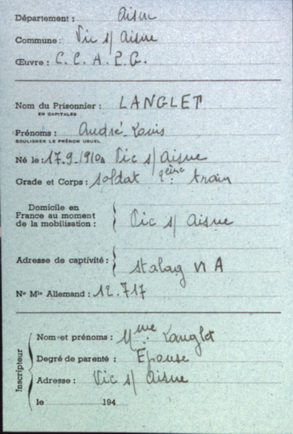 Département : Aisne
Commune : Vic s/ Aisne
Œuvre : C. C. A. P. G.
Nom du Prisonnier : LANGLET
EN CAPITALES
Prénoms : André Louis
SOULIGNER LE PRÉNOM USUEL
Né le 17.9.1910 à Vic s/ Aisne
Grade et Corps : soldat train
Domicile en
France au moment
de la mobilisation : Vic s/ Aisne
Adresse de captivité : Stalag VI A
No Mle Allemand : 12.717
Inscripteur
Nom et prénoms : Mme Langlet
Degré de parenté : Épouse
Adresse : Vic s/ Aisne
le 194